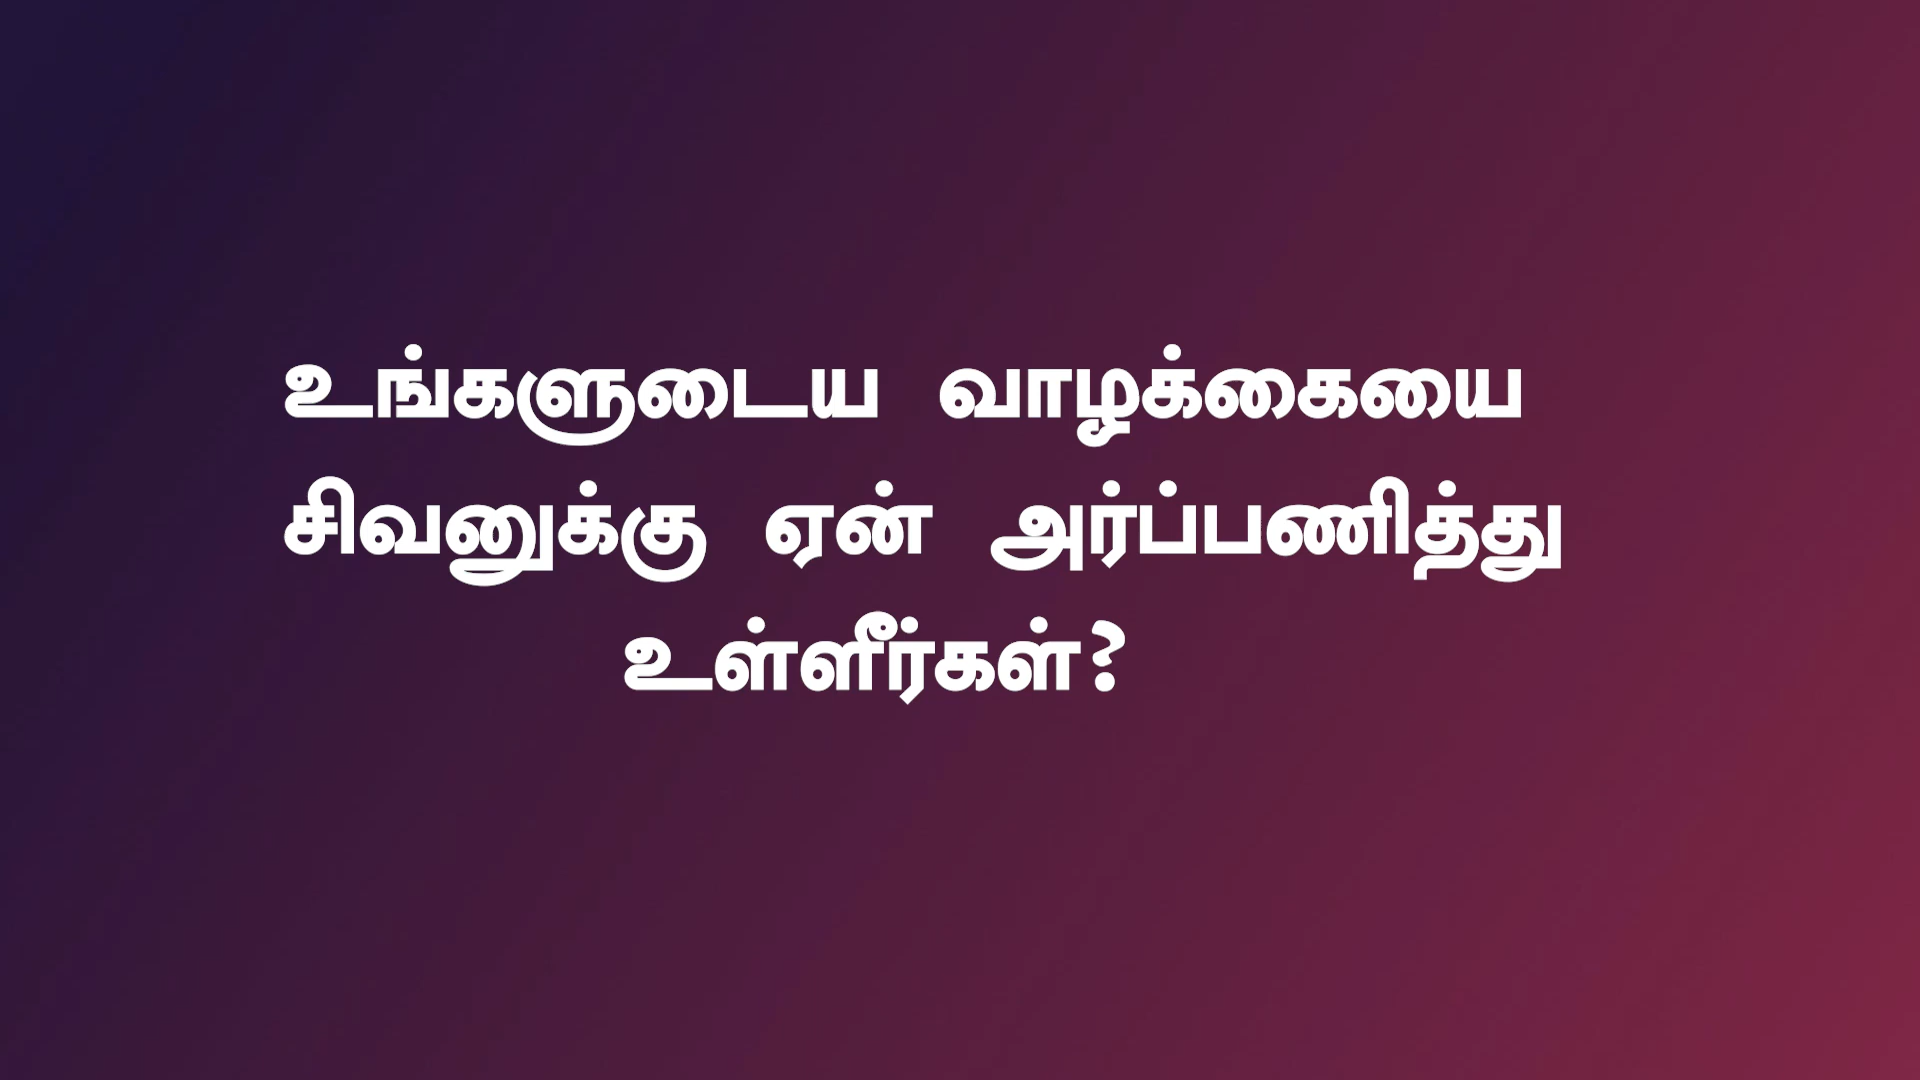 உங்களுடைய வாழக்கையை
சிவனுக்கு ஏன் அர்ப்பணித்து
உள்ளீர்கள்?